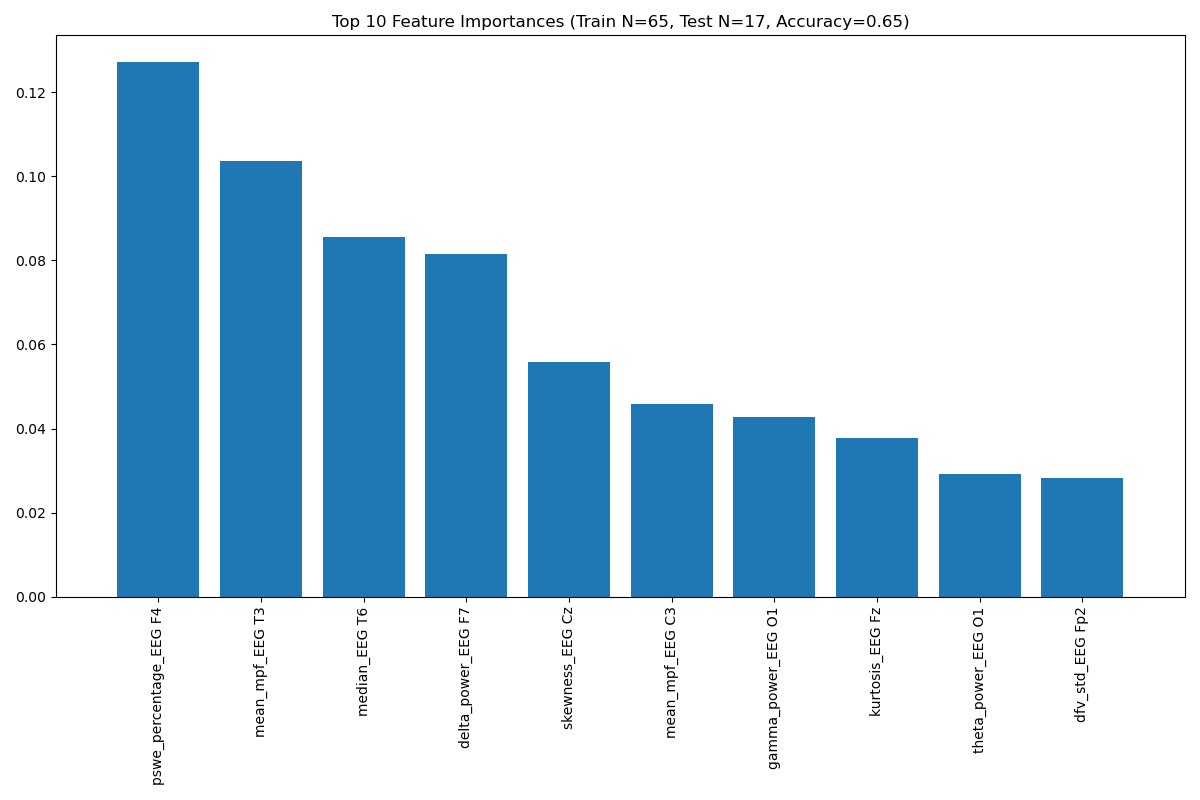 Top 10 Feature Importances (Train N=65, Test N=17, Accuracy=0.65)
0.12
0.10
0.08
0.06
0.04
0.02
0.00
pswe_percentage_EEG F4
mean_mpf_EEG T3
median_EEG T6
delta_power_EEG F7
skewness_EEG Cz
mean_mpf_EEG C3
gamma_power_EEG O1
kurtosis_EEG Fz
theta_power_EEG O1
dfv_std_EEG Fp2